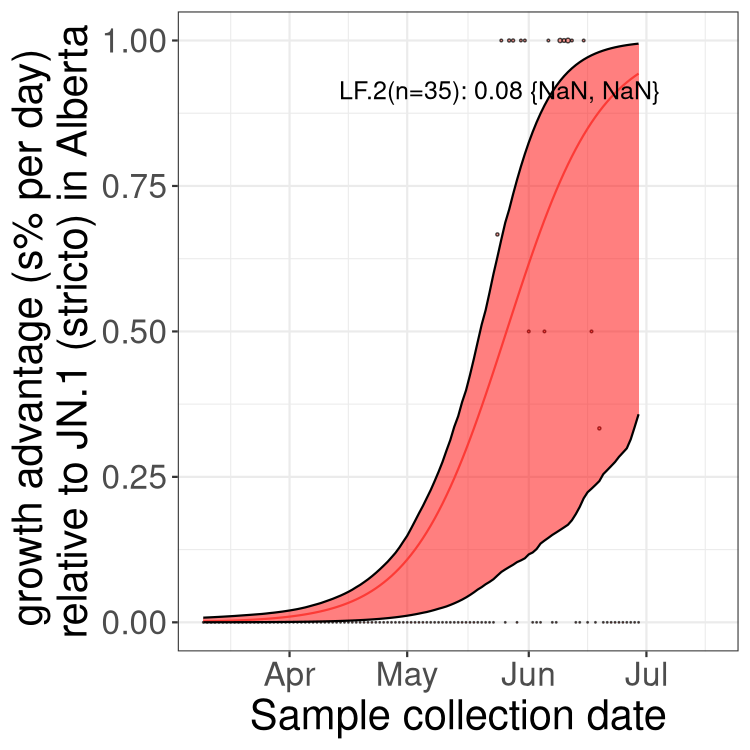 growth advantage (s% per day)
relative to JN.1 (stricto) in Alberta
1.00
0.75
0.50
0.25
0.00
LF.2(n=35): 0.08 {NaN, NaN}
Apr May Jun Jul
Sample collection date